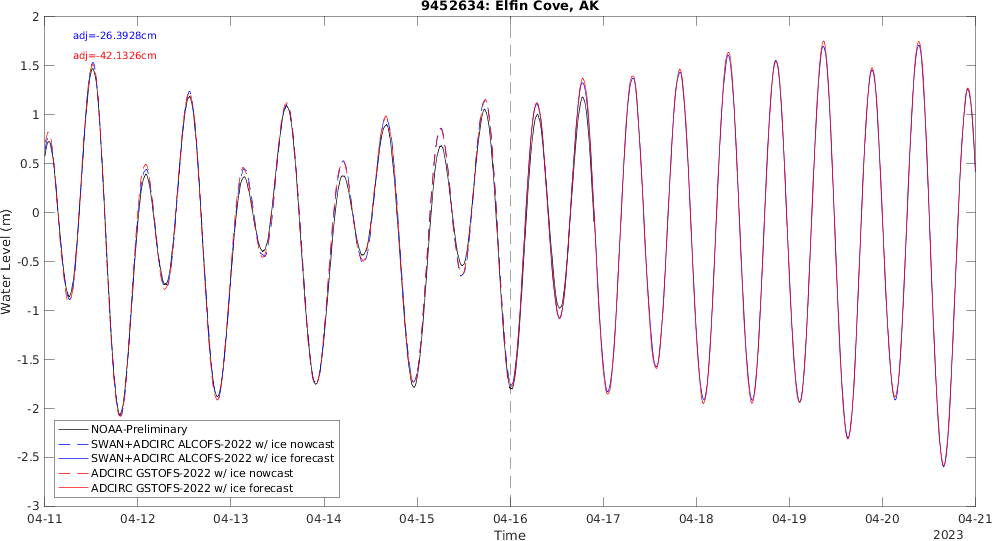 9452634: Elfin Cove, AK
adj=-26.3928cm
adj=-42.1326cm
2
1.5
1
0.5
0
-0.5
-1
-1.5
-2
-2.5
-3
Water Level (m)
NOAA-Preliminary
SWAN+ADCIRC ALCOFS-2022 w/ ice nowcast
SWAN+ADCIRC ALCOFS-2022 w/ ice forecast
ADCIRC GSTOFS-2022 w/ ice nowcast
ADCIRC GSTOFS-2022 w/ ice forecast
04-11 04-12 04-13 04-14 04-15 04-16 04-17 04-18 04-19 04-20 04-21
Time
2023